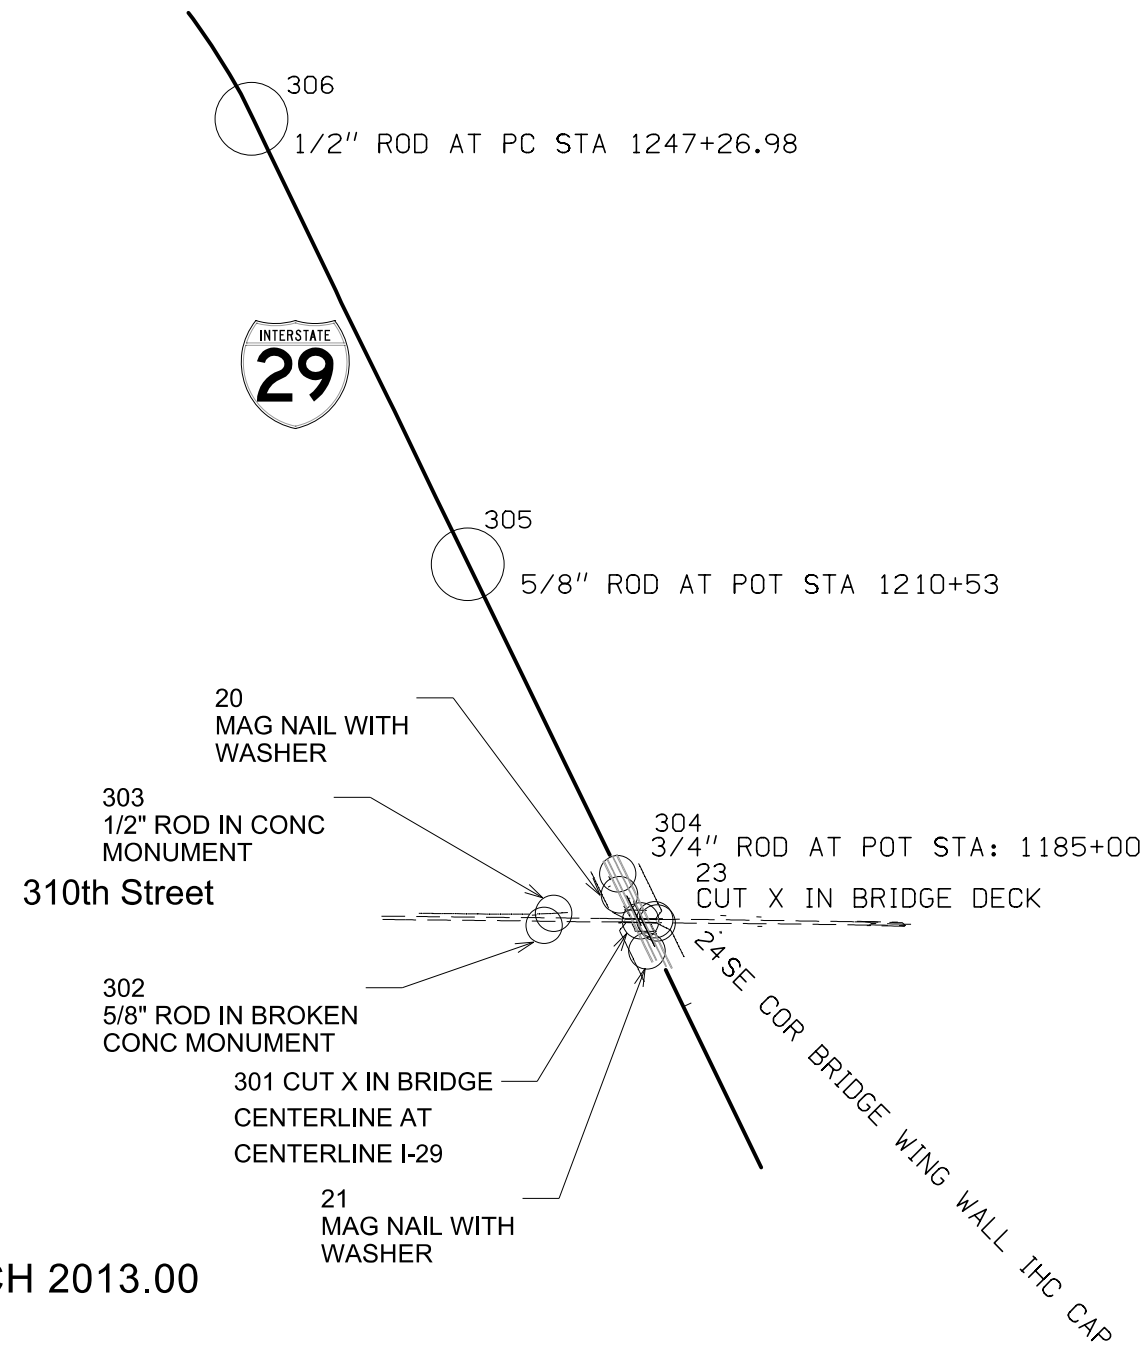 306
1/2" ROD AT PC STA 1247+26.98
INTERSTATE
29
305
5/8" ROD AT POT STA 1210+53
20
MAG NAIL WITH
WASHER
303
1/2" ROD IN CONC
MONUMENT
304
3/4" ROD AT POT STA: 1185+00
23
CUT X IN BRIDGE DECK
310th Street
24 SE COR BRIDGE WING WALL IHC CAP
302
5/8" ROD IN BROKEN
CONC MONUMENT
301 CUT X IN BRIDGE
CENTERLINE AT
CENTERLINE I-29
21
MAG NAIL WITH
WASHER
CH 2013.00